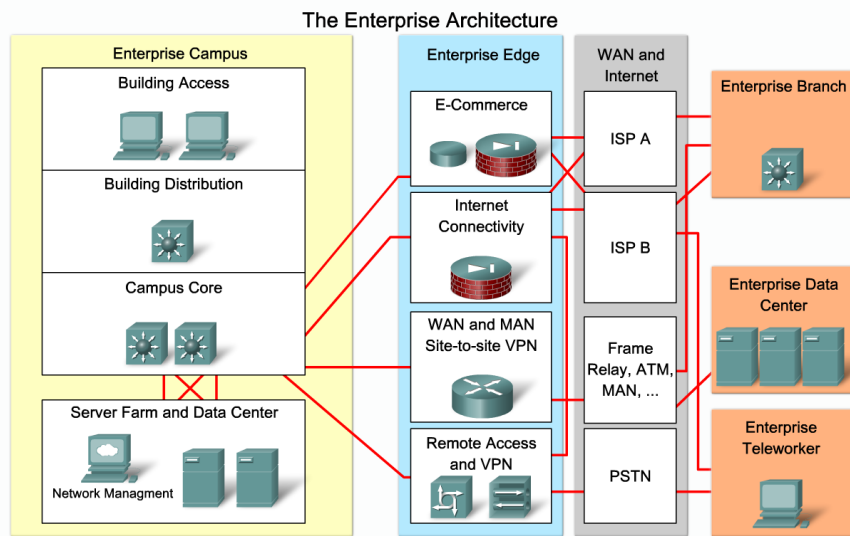 The Enterprise Architecture
Enterprise Campus
Building Access
Building Distribution
Campus Core
Server Farm and Data Center
Network Managment
Enterprise Edge
E-Commerce
Internet
Connectivity
WAN and MAN
Site-to-site VPN
Remote Access
and VPN
WAN and
Internet
ISP A
ISP B
Frame
Relay, ATM,
MAN, ...
PSTN
Enterprise Branch
Enterprise Data
Center
Enterprise
Teleworker